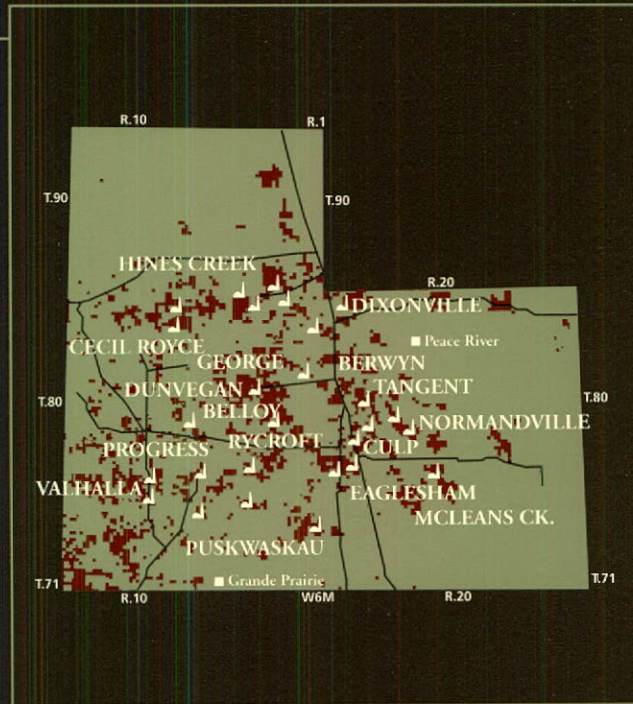 R.10 R.1
T.90 T.90
HINES CREEK
R.20
DIXONVILLE
Peace River
CECIL ROYCE
GEORGE BERWYN
DUNVEGAN TANGENT
T.80 BELLOY T.80
NORMANDVILLE
PROGRESS RYCROFT CULP
VALHALLA EAGLESHAM
MCLEANS CK.
PUSKWASKAU
T.71 Grande Prairie T.71
R.10 W6M R.20